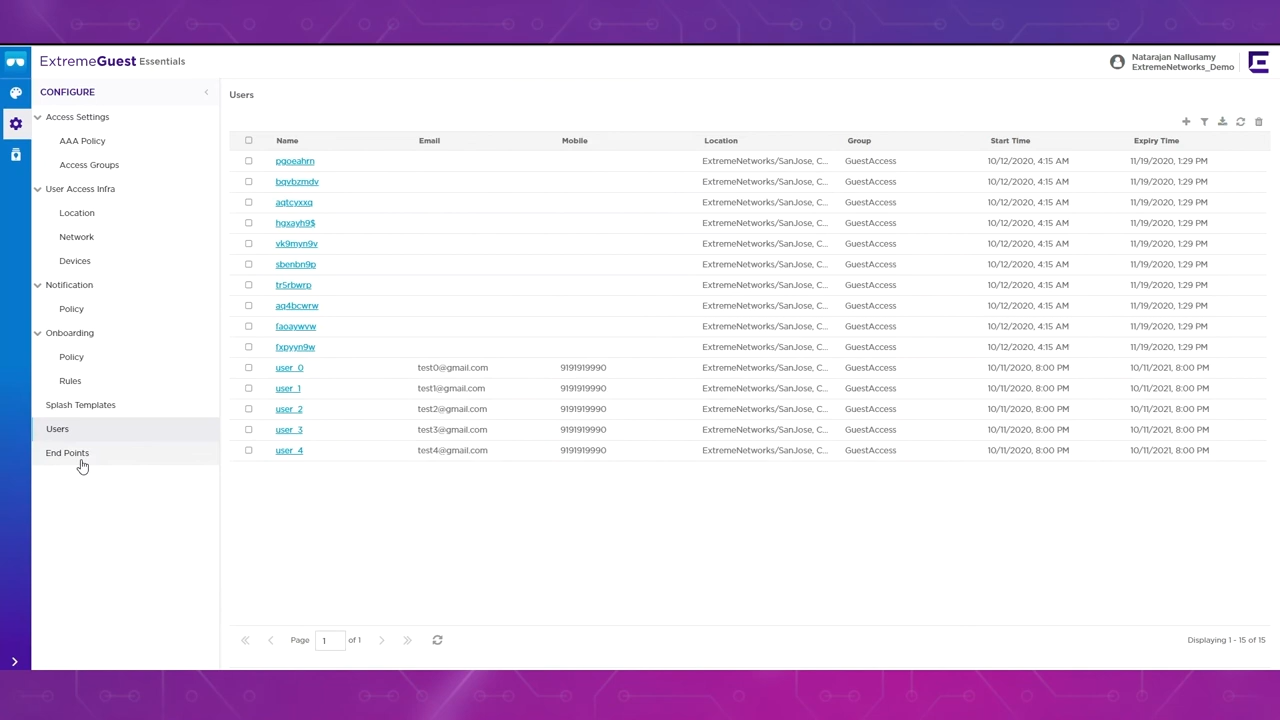 ExtremeGuest Essentials
Natarajan Nallusamy
ExtremeNetworks_Demo
CONFIGURE
Access Settings
AAA Policy
Access Groups
User Access Infra
Location
Network
Devices
Notification
Policy
Onboarding
Policy
Rules
Splash Templates
Users
End Points
Users
Name Email Mobile Location Group Start Time Expiry Time
pgoeahrn ExtremeNetworks/SanJose, C... GuestAccess 10/12/2020, 4:15 AM 11/19/2020, 1:29 PM
bqvbzmdv ExtremeNetworks/SanJose, C... GuestAccess 10/12/2020, 4:15 AM 11/19/2020, 1:29 PM
aqtcyxxq ExtremeNetworks/SanJose, C... GuestAccess 10/12/2020, 4:15 AM 11/19/2020, 1:29 PM
hgxayh9$ ExtremeNetworks/SanJose, C... GuestAccess 10/12/2020, 4:15 AM 11/19/2020, 1:29 PM
vk9myn9v ExtremeNetworks/SanJose, C... GuestAccess 10/12/2020, 4:15 AM 11/19/2020, 1:29 PM
sbenbn9p ExtremeNetworks/SanJose, C... GuestAccess 10/12/2020, 4:15 AM 11/19/2020, 1:29 PM
tr5rbwrp ExtremeNetworks/SanJose, C... GuestAccess 10/12/2020, 4:15 AM 11/19/2020, 1:29 PM
aq4bcwrw ExtremeNetworks/SanJose, C... GuestAccess 10/12/2020, 4:15 AM 11/19/2020, 1:29 PM
faoaywvw ExtremeNetworks/SanJose, C... GuestAccess 10/12/2020, 4:15 AM 11/19/2020, 1:29 PM
fxpyyn9w ExtremeNetworks/SanJose, C... GuestAccess 10/12/2020, 4:15 AM 11/19/2020, 1:29 PM
user_0 test0@gmail.com 9191919990 ExtremeNetworks/SanJose, C... GuestAccess 10/11/2020, 8:00 PM 10/11/2021, 8:00 PM
user_1 test1@gmail.com 9191919990 ExtremeNetworks/SanJose, C... GuestAccess 10/11/2020, 8:00 PM 10/11/2021, 8:00 PM
user_2 test2@gmail.com 9191919990 ExtremeNetworks/SanJose, C... GuestAccess 10/11/2020, 8:00 PM 10/11/2021, 8:00 PM
user_3 test3@gmail.com 9191919990 ExtremeNetworks/SanJose, C... GuestAccess 10/11/2020, 8:00 PM 10/11/2021, 8:00 PM
user_4 test4@gmail.com 9191919990 ExtremeNetworks/SanJose, C... GuestAccess 10/11/2020, 8:00 PM 10/11/2021, 8:00 PM
Page 1 of 1
Displaying 1 - 15 of 15